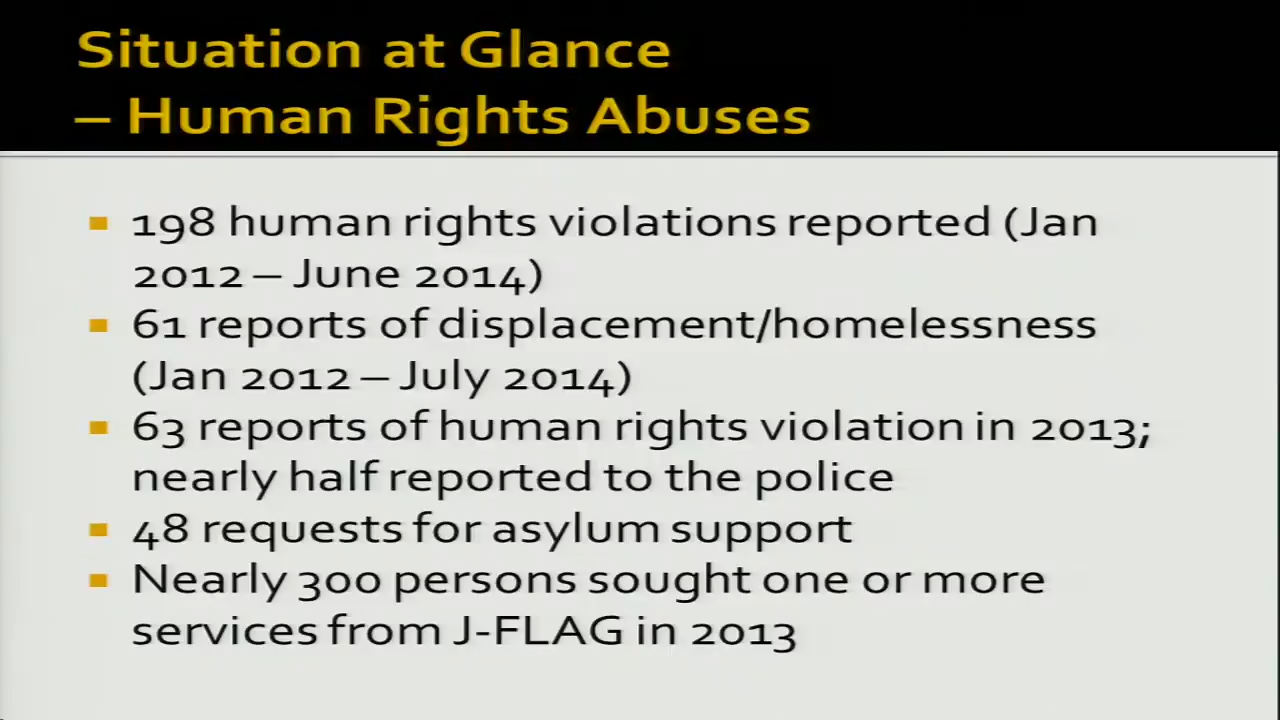 Situation at Glance
– Human Rights Abuses
198 human rights violations reported (Jan
2012 – June 2014)
61 reports of displacement/homelessness
(Jan 2012 – July 2014)
63 reports of human rights violation in 2013;
nearly half reported to the police
48 requests for asylum support
Nearly 300 persons sought one or more
services from J-FLAG in 2013